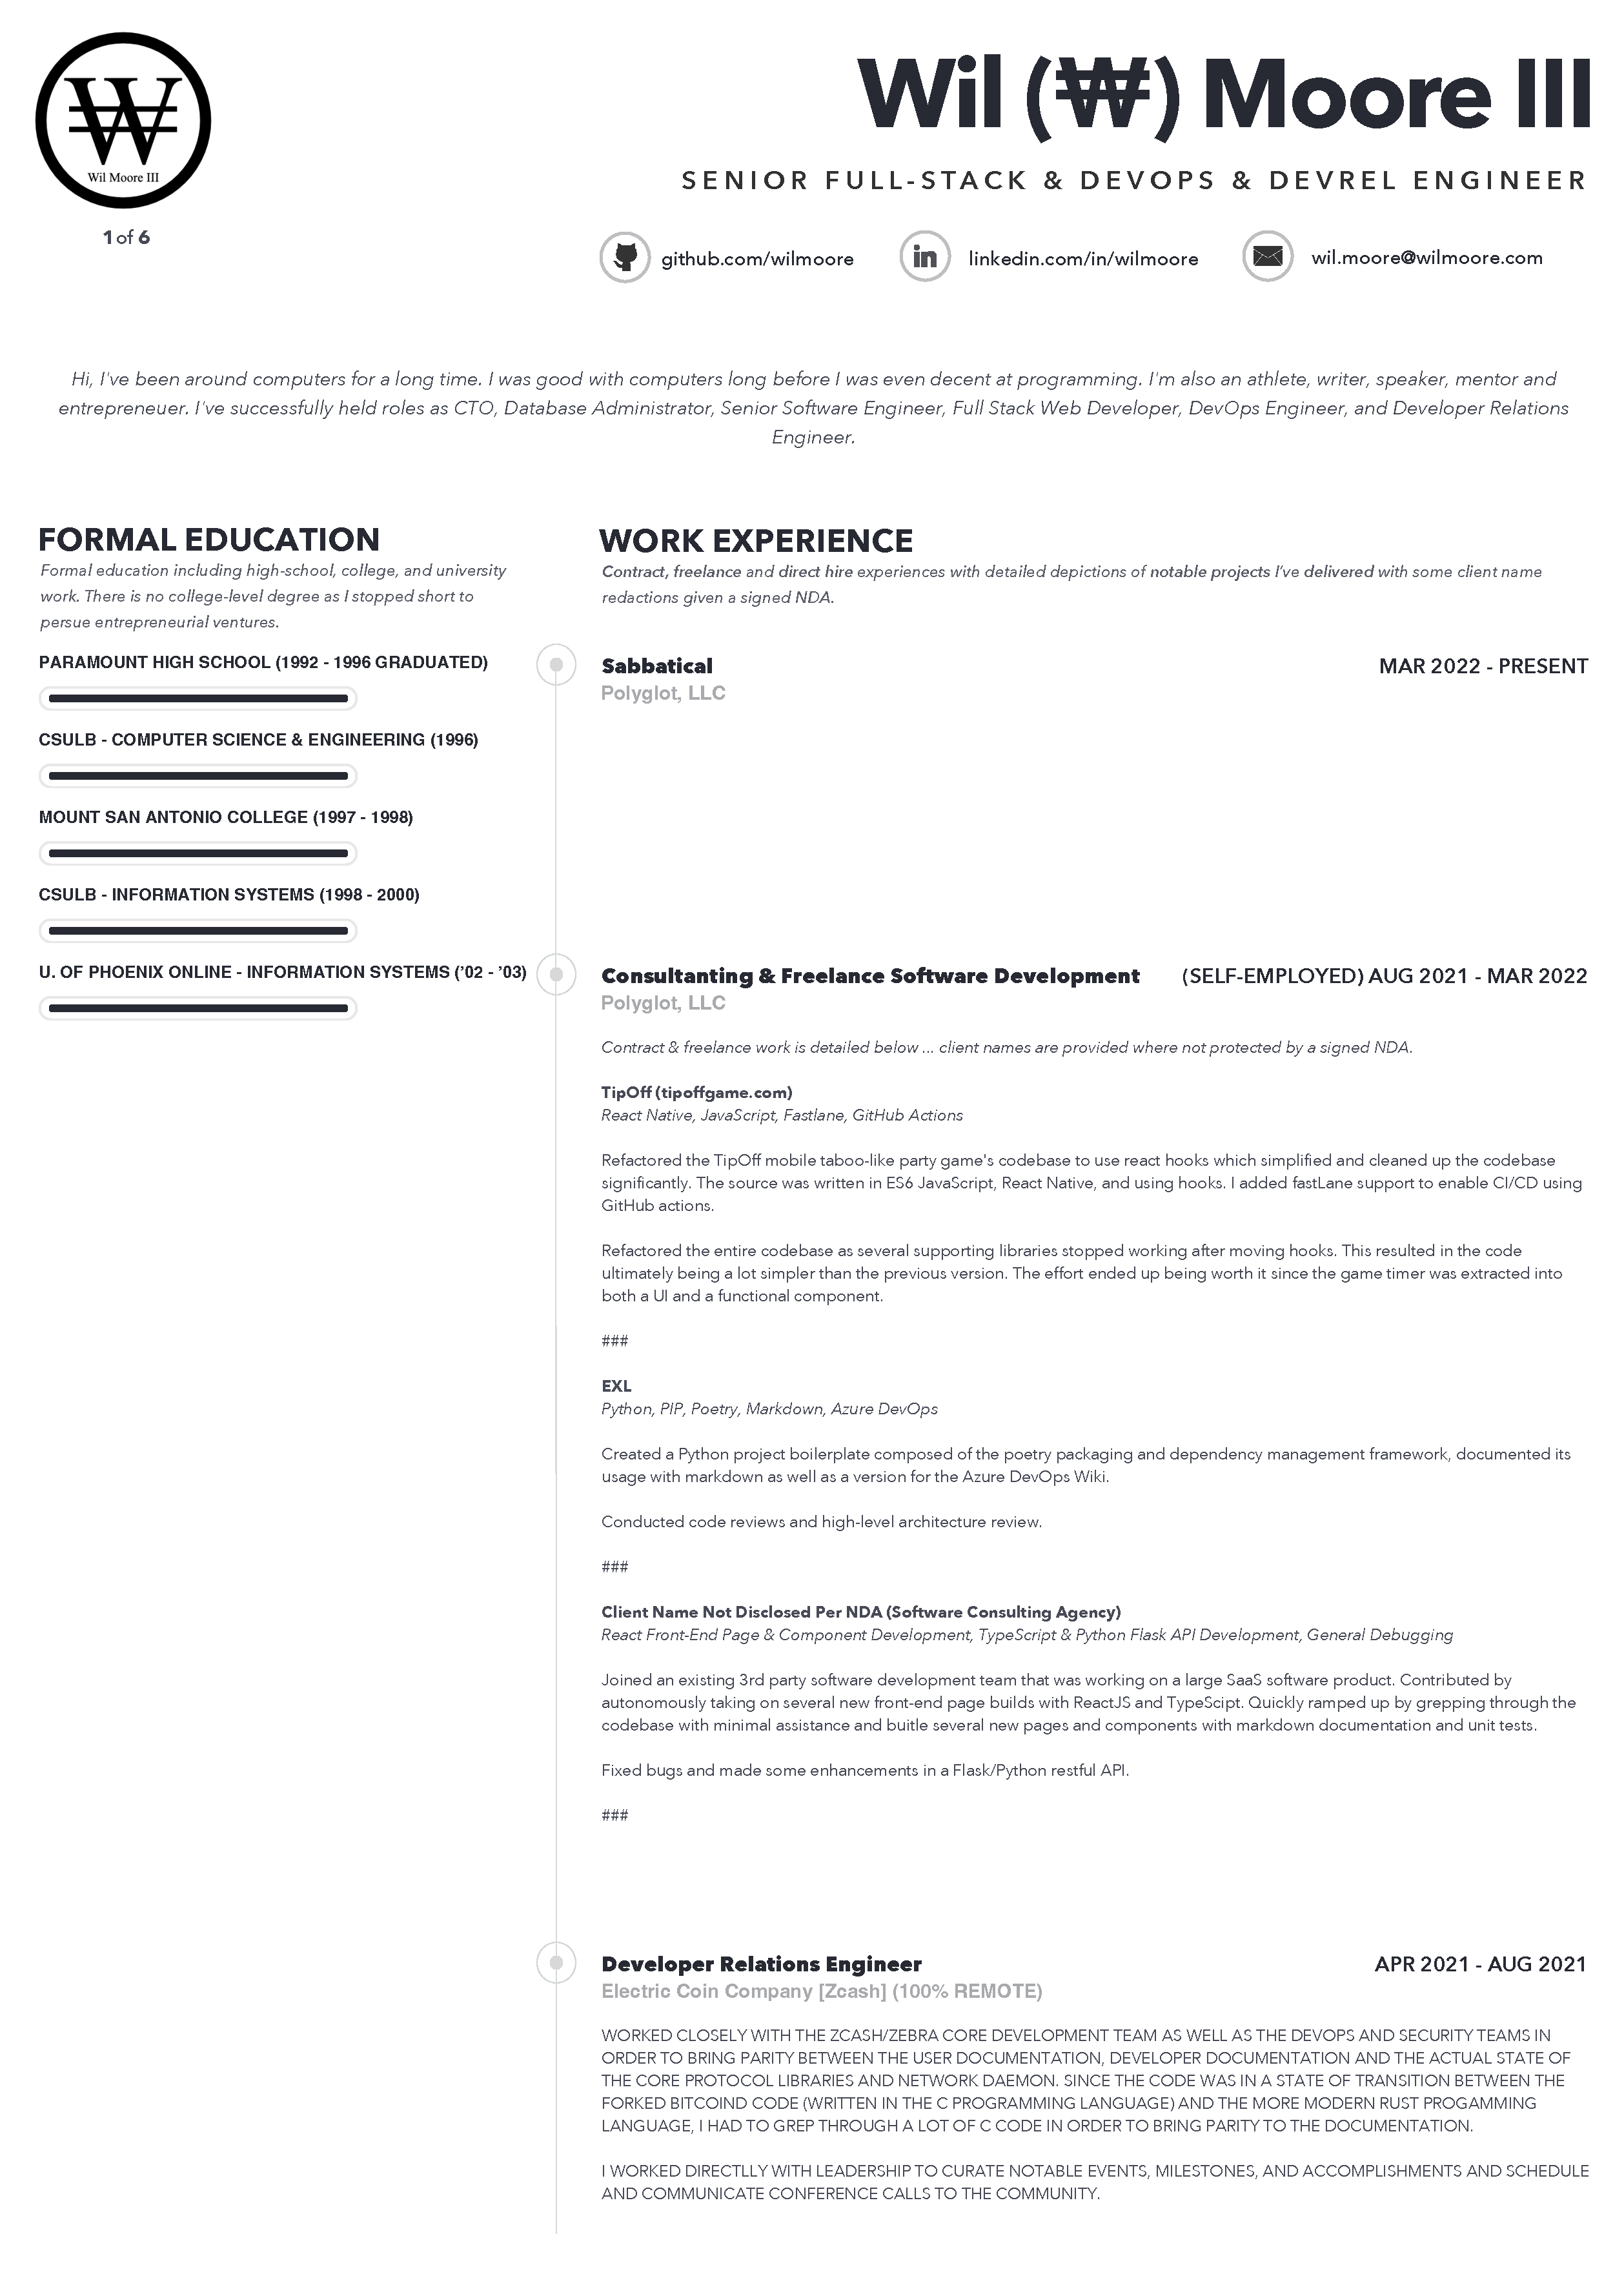 Wil Moore III
1 of 6
Wil (₩) Moore III
SENIOR FULL-STACK & DEVOPS & DEVREL ENGINEER
github.com/wilmoore
linkedin.com/in/wilmoore
wil.moore@wilmoore.com
Hi, I've been around computers for a long time. I was good with computers long before I was even decent at programming. I'm also an athlete, writer, speaker, mentor and
entrepreneuer. I've successfully held roles as CTO, Database Administrator, Senior Software Engineer, Full Stack Web Developer, DevOps Engineer, and Developer Relations
Engineer.
FORMAL EDUCATION
Formal education including high-school, college, and university
work. There is no college-level degree as I stopped short to
persue entrepreneurial ventures.
PARAMOUNT HIGH SCHOOL (1992 - 1996 GRADUATED)
CSULB - COMPUTER SCIENCE & ENGINEERING (1996)
MOUNT SAN ANTONIO COLLEGE (1997 - 1998)
CSULB - INFORMATION SYSTEMS (1998 - 2000)
U. OF PHOENIX ONLINE - INFORMATION SYSTEMS ('02 - '03)
WORK EXPERIENCE
Contract, freelance and direct hire experiences with detailed depictions of notable projects I've delivered with some client name
redactions given a signed NDA.
Sabbatical MAR 2022 - PRESENT
Polyglot, LLC
Consultanting & Freelance Software Development (SELF-EMPLOYED) AUG 2021 - MAR 2022
Polyglot, LLC
Contract & freelance work is detailed below ... client names are provided where not protected by a signed NDA.
TipOff (tipoffgame.com)
React Native, JavaScript, Fastlane, GitHub Actions
Refactored the TipOff mobile taboo-like party game's codebase to use react hooks which simplified and cleaned up the codebase
significantly. The source was written in ES6 JavaScript, React Native, and using hooks. I added fastLane support to enable CI/CD using
GitHub actions.
Refactored the entire codebase as several supporting libraries stopped working after moving hooks. This resulted in the code
ultimately being a lot simpler than the previous version. The effort ended up being worth it since the game timer was extracted into
both a UI and a functional component.
###
EXL
Python, PIP, Poetry, Markdown, Azure DevOps
Created a Python project boilerplate composed of the poetry packaging and dependency management framework, documented its
usage with markdown as well as a version for the Azure DevOps Wiki.
Conducted code reviews and high-level architecture review.
###
Client Name Not Disclosed Per NDA (Software Consulting Agency)
React Front-End Page & Component Development, TypeScript & Python Flask API Development, General Debugging
Joined an existing 3rd party software development team that was working on a large SaaS software product. Contributed by
autonomously taking on several new front-end page builds with ReactJS and TypeScipt. Quickly ramped up by grepping through the
codebase with minimal assistance and buitle several new pages and components with markdown documentation and unit tests.
Fixed bugs and made some enhancements in a Flask/Python restful API.
###
Developer Relations Engineer APR 2021 - AUG 2021
Electric Coin Company [Zcash] (100% REMOTE)
WORKED CLOSELY WITH THE ZCASH/ZEBRA CORE DEVELOPMENT TEAM AS WELL AS THE DEVOPS AND SECURITY TEAMS IN
ORDER TO BRING PARITY BETWEEN THE USER DOCUMENTATION, DEVELOPER DOCUMENTATION AND THE ACTUAL STATE OF
THE CORE PROTOCOL LIBRARIES AND NETWORK DAEMON. SINCE THE CODE WAS IN A STATE OF TRANSITION BETWEEN THE
FORKED BITCOIND CODE (WRITTEN IN THE C PROGRAMMING LANGUAGE) AND THE MORE MODERN RUST PROGAMMING
LANGUAGE, I HAD TO GREP THROUGH A LOT OF C CODE IN ORDER TO BRING PARITY TO THE DOCUMENTATION.
I WORKED DIRECTLLY WITH LEADERSHIP TO CURATE NOTABLE EVENTS, MILESTONES, AND ACCOMPLISHMENTS AND SCHEDULE
AND COMMUNICATE CONFERENCE CALLS TO THE COMMUNITY.